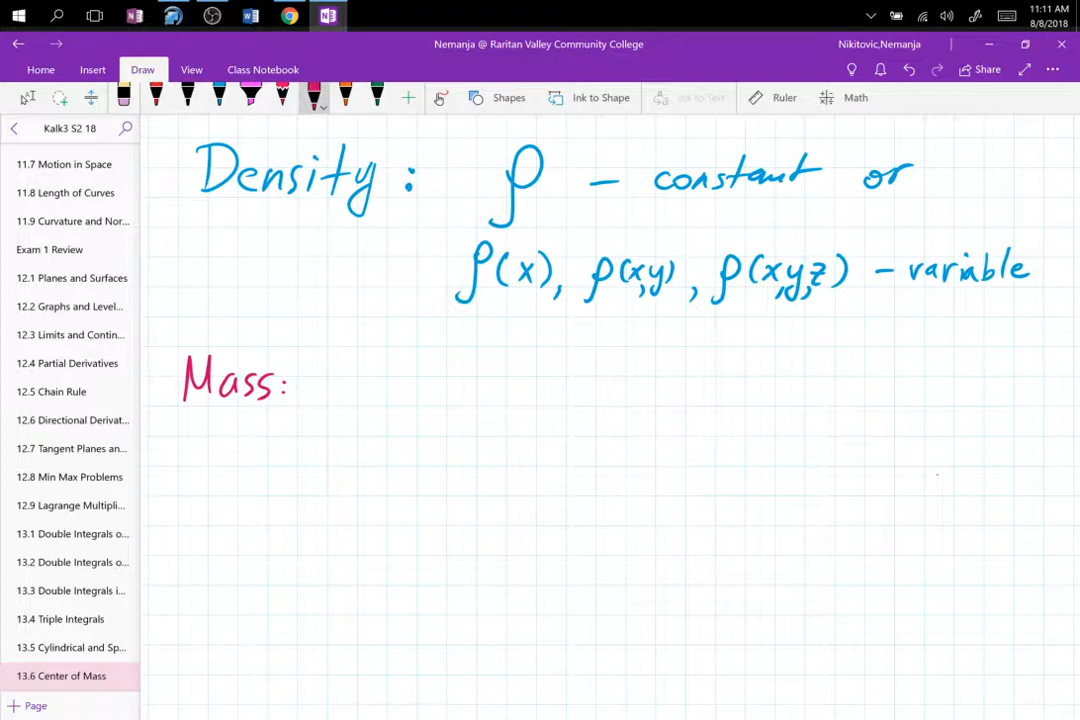 11:11 AM
8/8/2018
Nemanja @ Raritan Valley Community College
Nikitovic,Nemanja
Home Insert Draw View Class Notebook
Share
Shapes Ink to Shape Ink to Text Ruler Math
Kalk3 S2 18
11.7 Motion in Space
11.8 Length of Curves
11.9 Curvature and Nor...
Exam 1 Review
12.1 Planes and Surfaces
12.2 Graphs and Level...
12.3 Limits and Contin...
12.4 Partial Derivatives
12.5 Chain Rule
12.6 Directional Derivat...
12.7 Tangent Planes an...
12.8 Min Max Problems
12.9 Lagrange Multipli...
13.1 Double Integrals o...
13.2 Double Integrals o...
13.3 Double Integrals i...
13.4 Triple Integrals
13.5 Cylindrical and Sp...
13.6 Center of Mass
+ Page
Density: ρ – constant or
ρ(x), ρ(x,y), ρ(x,y,z) – variable
Mass: